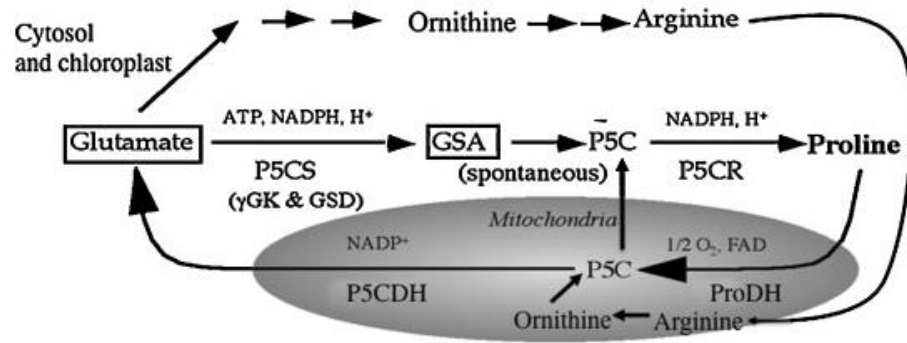 Ornithine
Arginine
Cytosol
and chloroplast
ATP, NADPH, H⁺
NADPH, H⁺
Glutamate
GSA
P5C
Proline
P5CS
(spontaneous)
P5CR
(γGK & GSD)
Mitochondria
NADP⁺
1/2 O₂, FAD
P5C
P5CDH
ProDH
Ornithine
Arginine